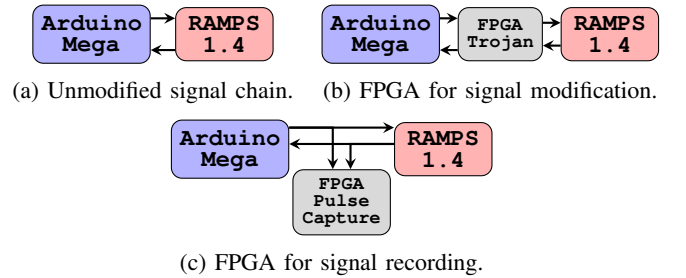 Arduino
Mega
RAMPS
1.4
(a) Unmodified signal chain.
Arduino
Mega
FPGA
Trojan
RAMPS
1.4
(b) FPGA for signal modification.
Arduino
Mega
RAMPS
1.4
FPGA
Pulse
Capture
(c) FPGA for signal recording.